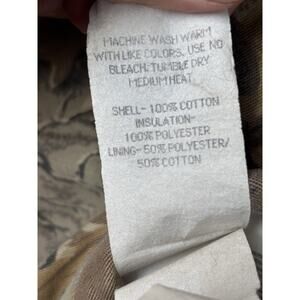 MACHINE WASH WARM
WITH LIKE COLORS, USE NO
BLEACH, TUMBLE DRY
MEDIUM HEAT
SHELL- 100% COTTON
INSULATION-
100% POLYESTER
LINING- 50% POLYESTER/
50% COTTON